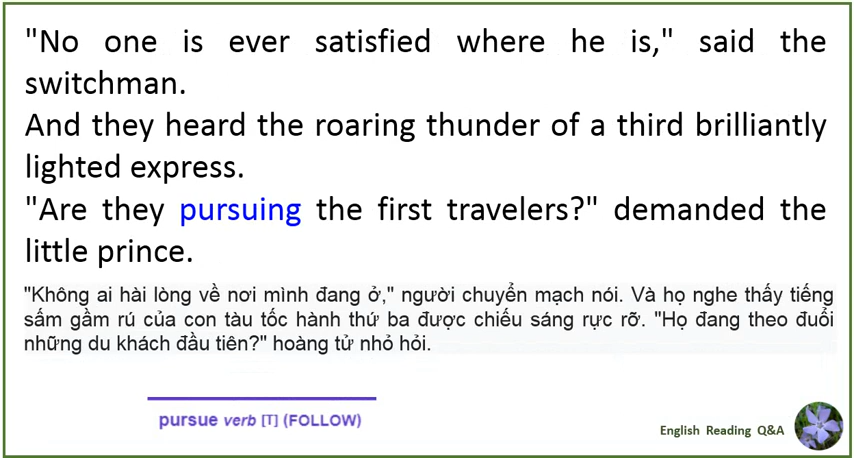 "No one is ever satisfied where he is," said the
switchman.
And they heard the roaring thunder of a third brilliantly
lighted express.
"Are they pursuing the first travelers?" demanded the
little prince.
"Không ai hài lòng về nơi mình đang ở," người chuyển mạch nói. Và họ nghe thấy tiếng
sấm gầm rú của con tàu tốc hành thứ ba được chiếu sáng rực rỡ. "Họ đang theo đuổi
những du khách đầu tiên?" hoàng tử nhỏ hỏi.
pursue verb [T] (FOLLOW)
English Reading Q&A